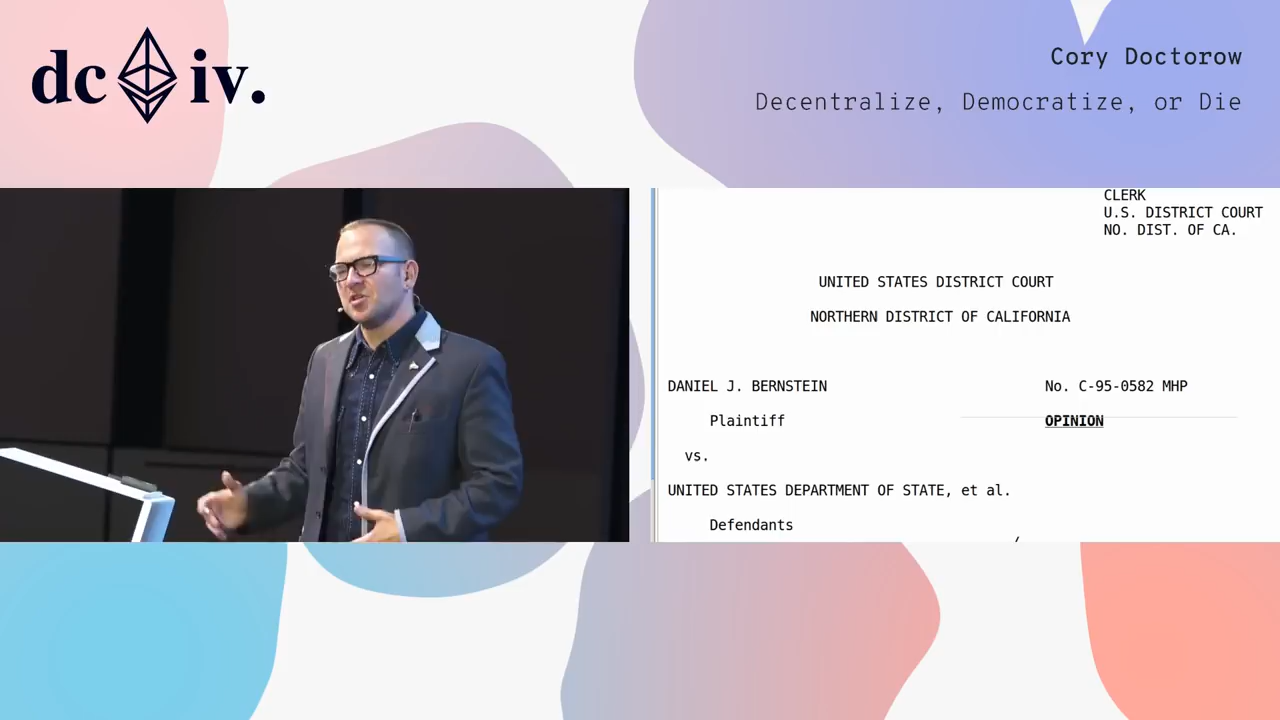 dc iv.
Cory Doctorow
Decentralize, Democratize, or Die
CLERK
U.S. DISTRICT COURT
NO. DIST. OF CA.
UNITED STATES DISTRICT COURT
NORTHERN DISTRICT OF CALIFORNIA
DANIEL J. BERNSTEIN No. C-95-0582 MHP
Plaintiff OPINION
vs.
UNITED STATES DEPARTMENT OF STATE, et al.
Defendants
/